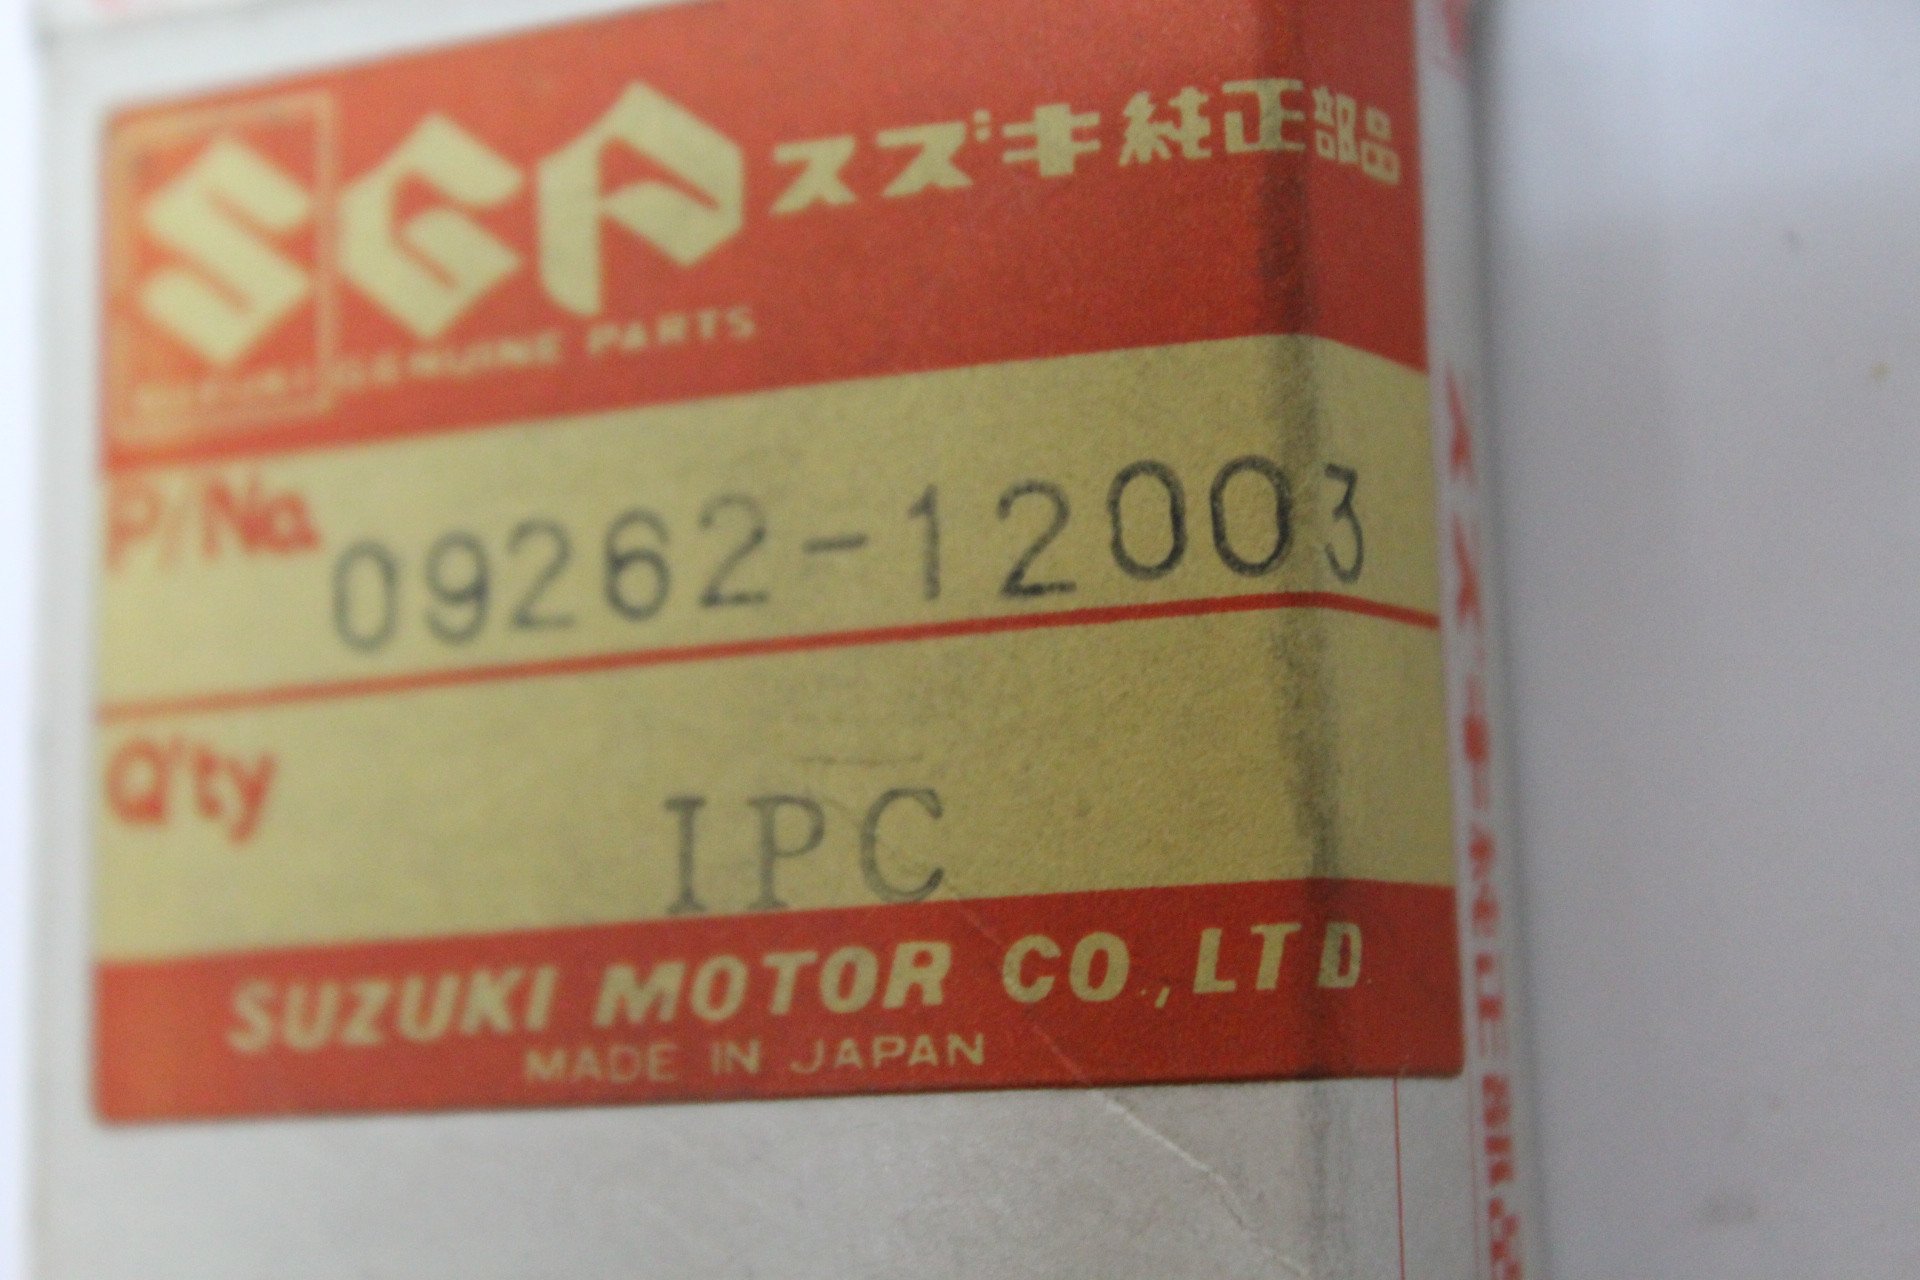 SGP スズキ純正部品
SUZUKI GENUINE PARTS
P/No. 09262-12003
Q'ty 1PC
SUZUKI MOTOR CO.,LTD.
MADE IN JAPAN